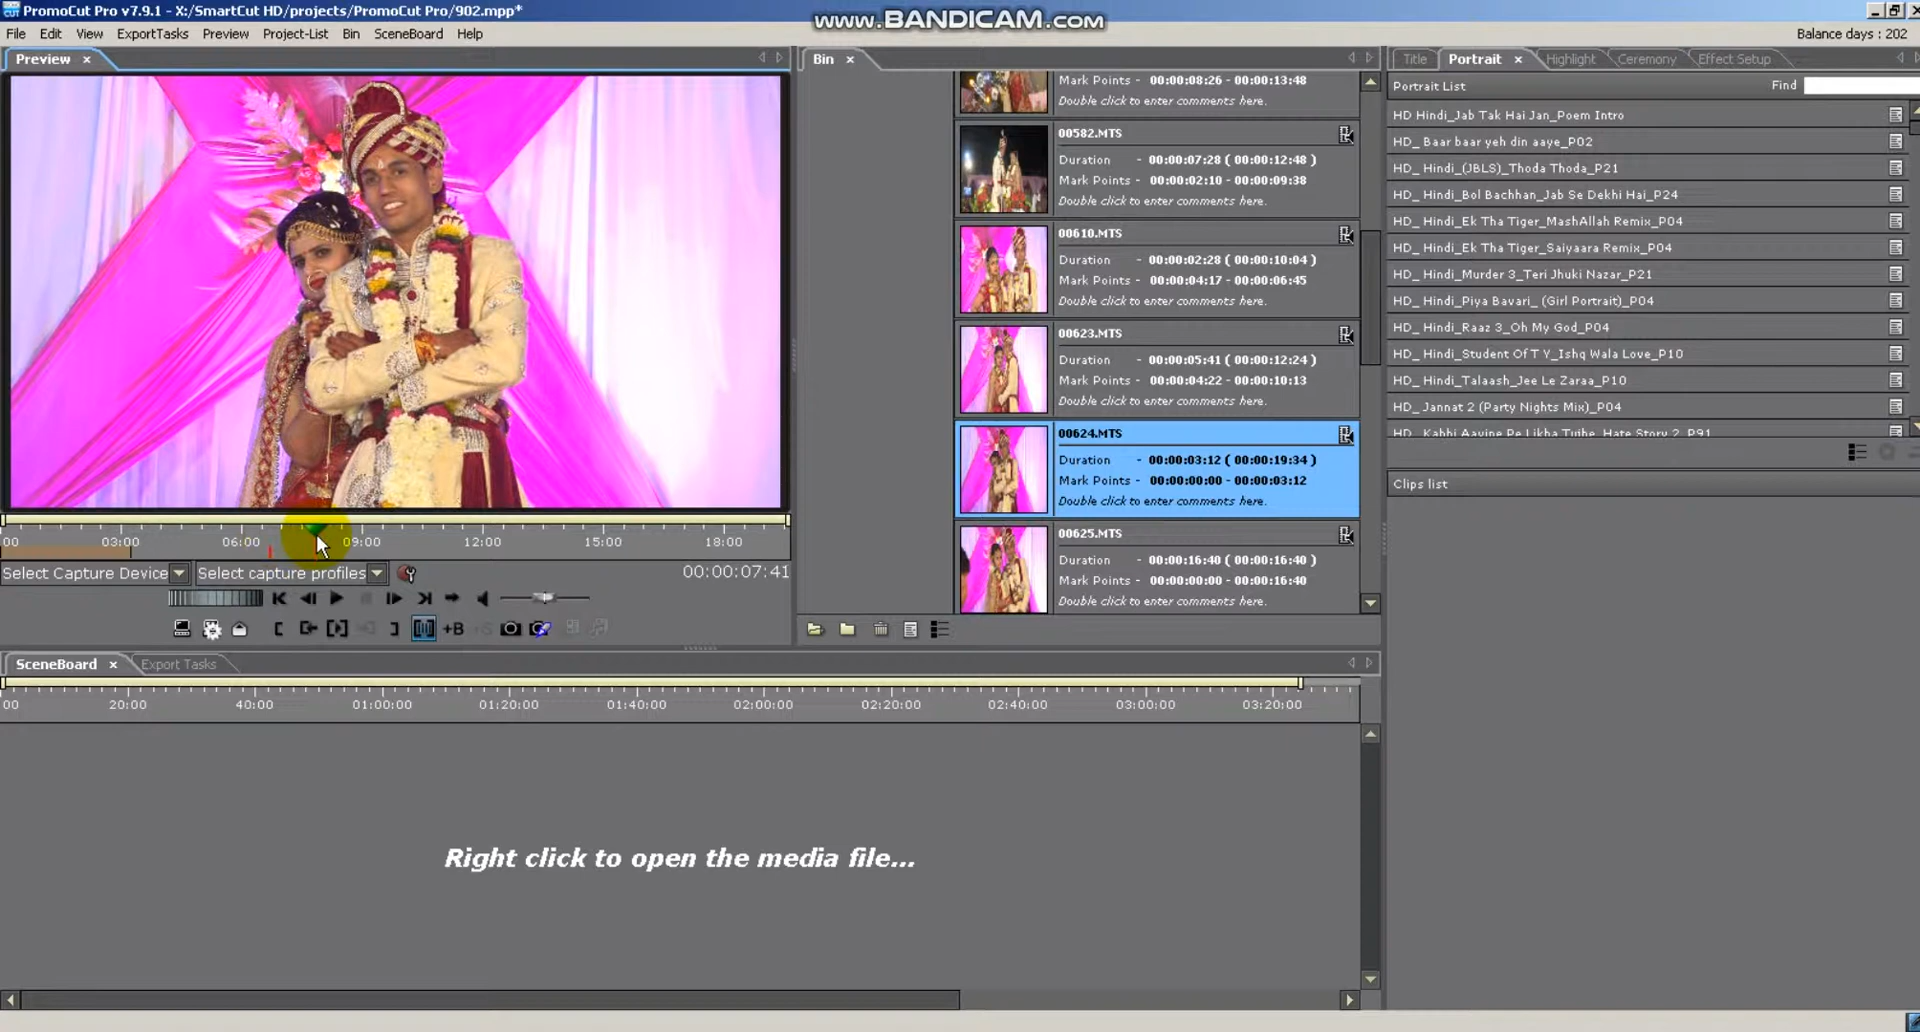 PromoCut Pro v7.9.1 - X:/SmartCut HD/projects/PromoCut Pro/902.mpp*
www.BANDICAM.COM
File Edit View ExportTasks Preview Project-List Bin SceneBoard Help
Balance days : 202
Preview
Bin
Title Portrait Highlight Ceremony Effect Setup
Portrait List
Find
Mark Points - 00:00:08:26 - 00:00:13:48
Double click to enter comments here.
00582.MTS
Duration - 00:00:07:28 ( 00:00:12:48 )
Mark Points - 00:00:02:10 - 00:00:09:38
Double click to enter comments here.
00610.MTS
Duration - 00:00:02:28 ( 00:00:10:04 )
Mark Points - 00:00:04:17 - 00:00:06:45
Double click to enter comments here.
00623.MTS
Duration - 00:00:05:41 ( 00:00:12:24 )
Mark Points - 00:00:04:22 - 00:00:10:13
Double click to enter comments here.
00624.MTS
Duration - 00:00:03:12 ( 00:00:19:34 )
Mark Points - 00:00:00:00 - 00:00:03:12
Double click to enter comments here.
00625.MTS
Duration - 00:00:16:40 ( 00:00:16:40 )
Mark Points - 00:00:00:00 - 00:00:16:40
Double click to enter comments here.
HD Hindi_Jab Tak Hai Jan_Poem Intro
HD_ Baar baar yeh din aaye_P02
HD_ Hindi_(JBLS)_Thoda Thoda_P21
HD_ Hindi_Bol Bachhan_Jab Se Dekhi Hai_P24
HD_ Hindi_Ek Tha Tiger_MashAllah Remix_P04
HD_ Hindi_Ek Tha Tiger_Saiyaara Remix_P04
HD_ Hindi_Murder 3_Teri Jhuki Nazar_P21
HD_ Hindi_Piya Bavari_ (Girl Portrait)_P04
HD_ Hindi_Raaz 3_Oh My God_P04
HD_ Hindi_Student Of T Y_Ishq Wala Love_P10
HD_ Hindi_Talaash_Jee Le Zaraa_P10
HD_ Jannat 2 (Party Nights Mix)_P04
HD_ Kabhi Aayine Pe Likha Tujhe_Hate Story 2_P91
Clips list
00 03:00 06:00 09:00 12:00 15:00 18:00
Select Capture Device Select capture profiles 00:00:07:41
+B +G
SceneBoard Export Tasks
00 20:00 40:00 01:00:00 01:20:00 01:40:00 02:00:00 02:20:00 02:40:00 03:00:00 03:20:00
Right click to open the media file...